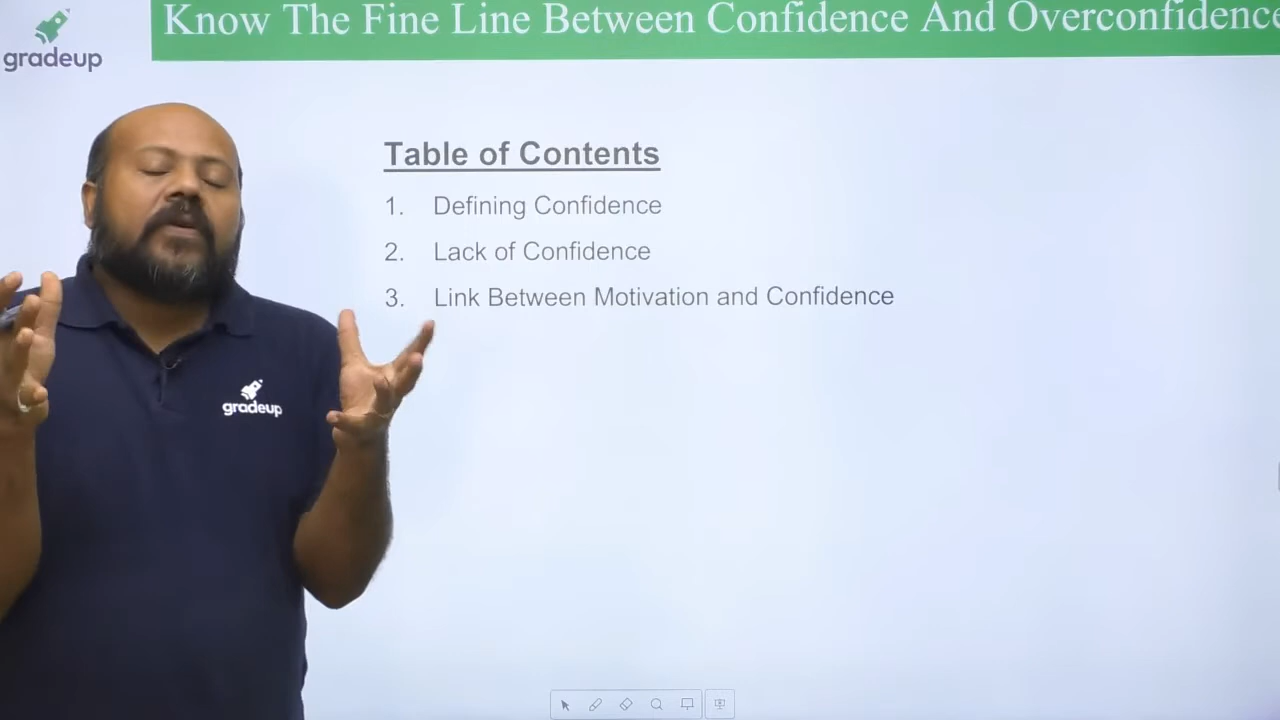 Know The Fine Line Between Confidence And Overconfidence
gradeup
Table of Contents
1. Defining Confidence
2. Lack of Confidence
3. Link Between Motivation and Confidence
gradeup